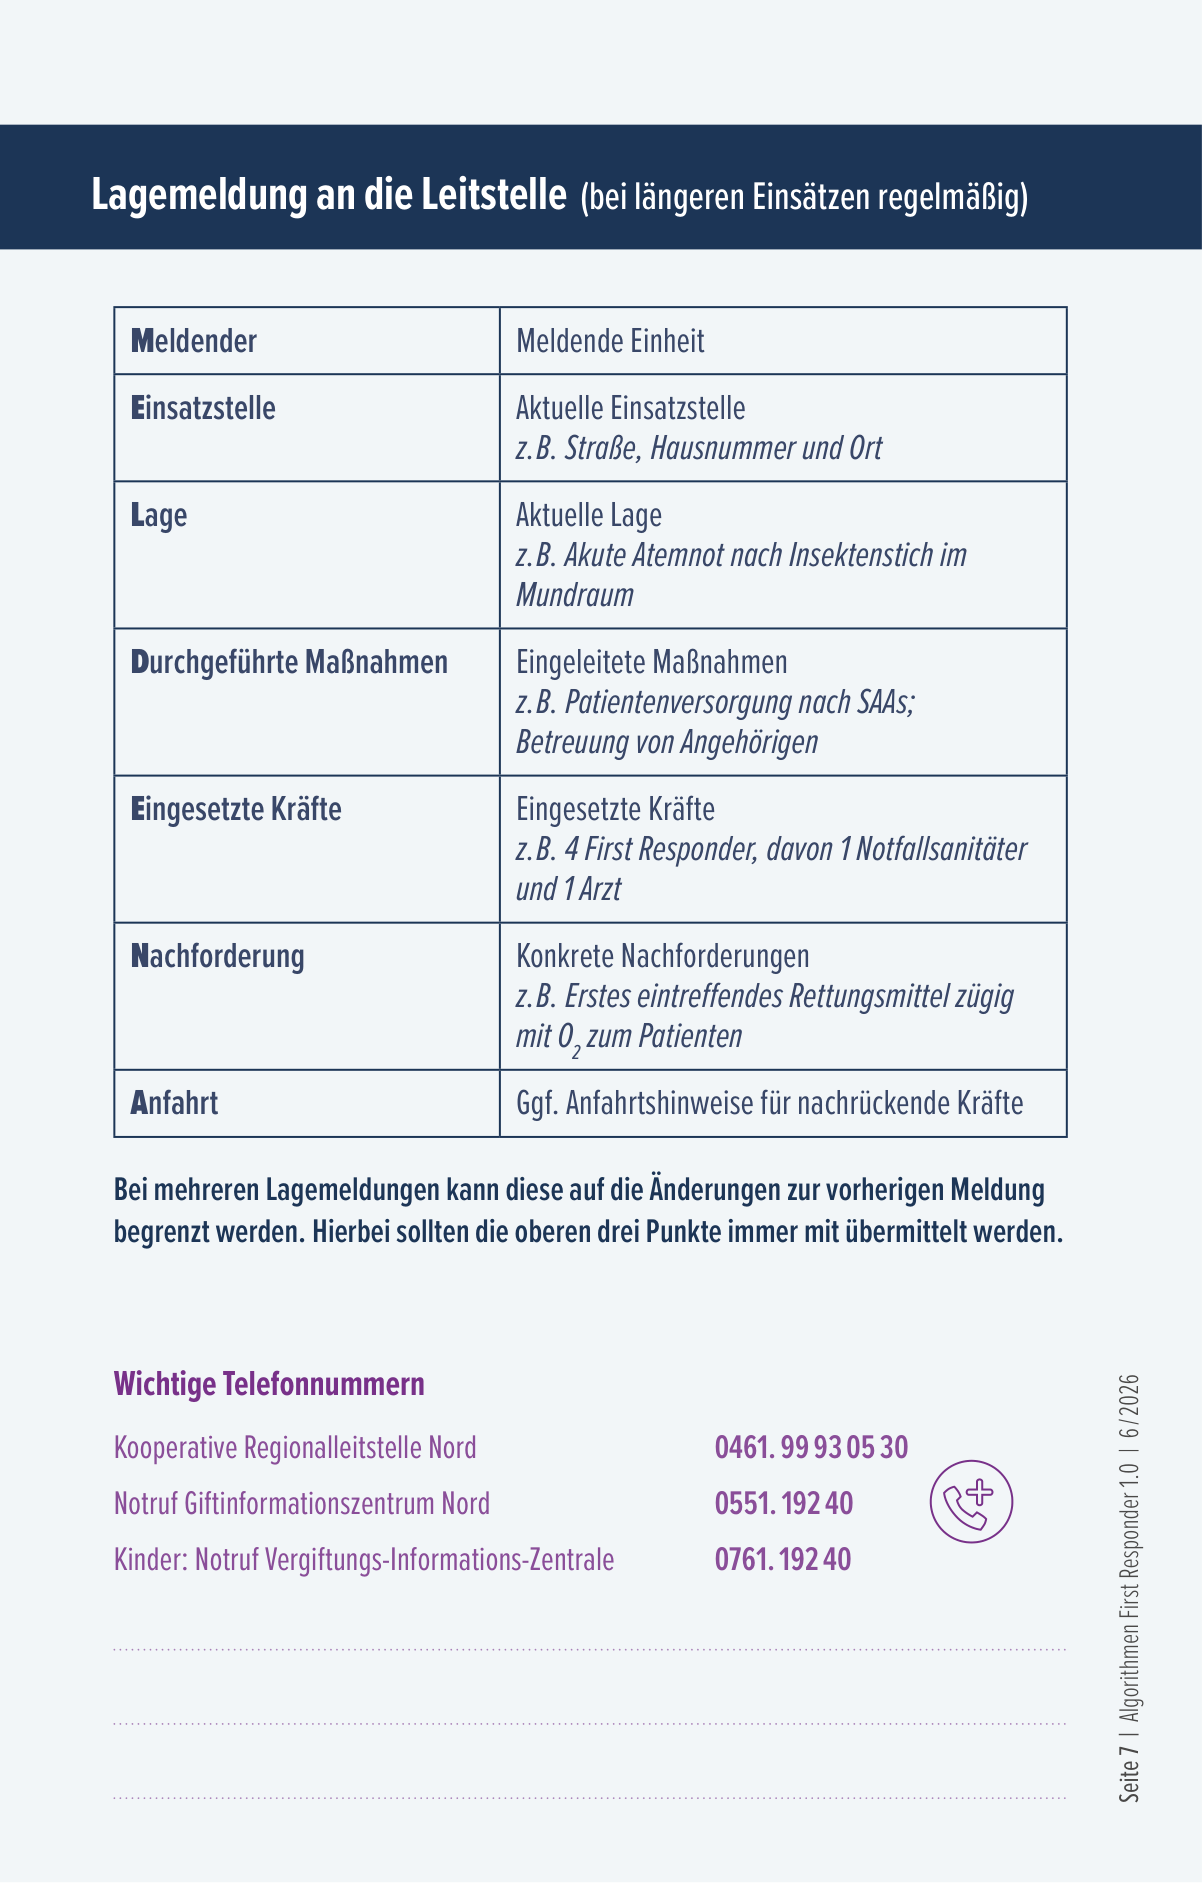 Lagemeldung an die Leitstelle (bei längeren Einsätzen regelmäßig)
Meldender
Meldende Einheit
Einsatzstelle
Aktuelle Einsatzstelle
z.B. Straße, Hausnummer und Ort
Lage
Aktuelle Lage
z.B. Akute Atemnot nach Insektenstich im
Mundraum
Durchgeführte Maßnahmen
Eingeleitete Maßnahmen
z.B. Patientenversorgung nach SAAs;
Betreuung von Angehörigen
Eingesetzte Kräfte
Eingesetzte Kräfte
z.B. 4 First Responder, davon 1 Notfallsanitäter
und 1 Arzt
Nachforderung
Konkrete Nachforderungen
z.B. Erstes eintreffendes Rettungsmittel zügig
mit O₂ zum Patienten
Anfahrt
Ggf. Anfahrtshinweise für nachrückende Kräfte
Bei mehreren Lagemeldungen kann diese auf die Änderungen zur vorherigen Meldung
begrenzt werden. Hierbei sollten die oberen drei Punkte immer mit übermittelt werden.
Wichtige Telefonnummern
Kooperative Regionalleitstelle Nord 0461. 99 93 05 30
Notruf Giftinformationszentrum Nord 0551. 192 40
Kinder: Notruf Vergiftungs-Informations-Zentrale 0761. 192 40
Seite 7 | Algorithmen First Responder 1.0 | 6/2026